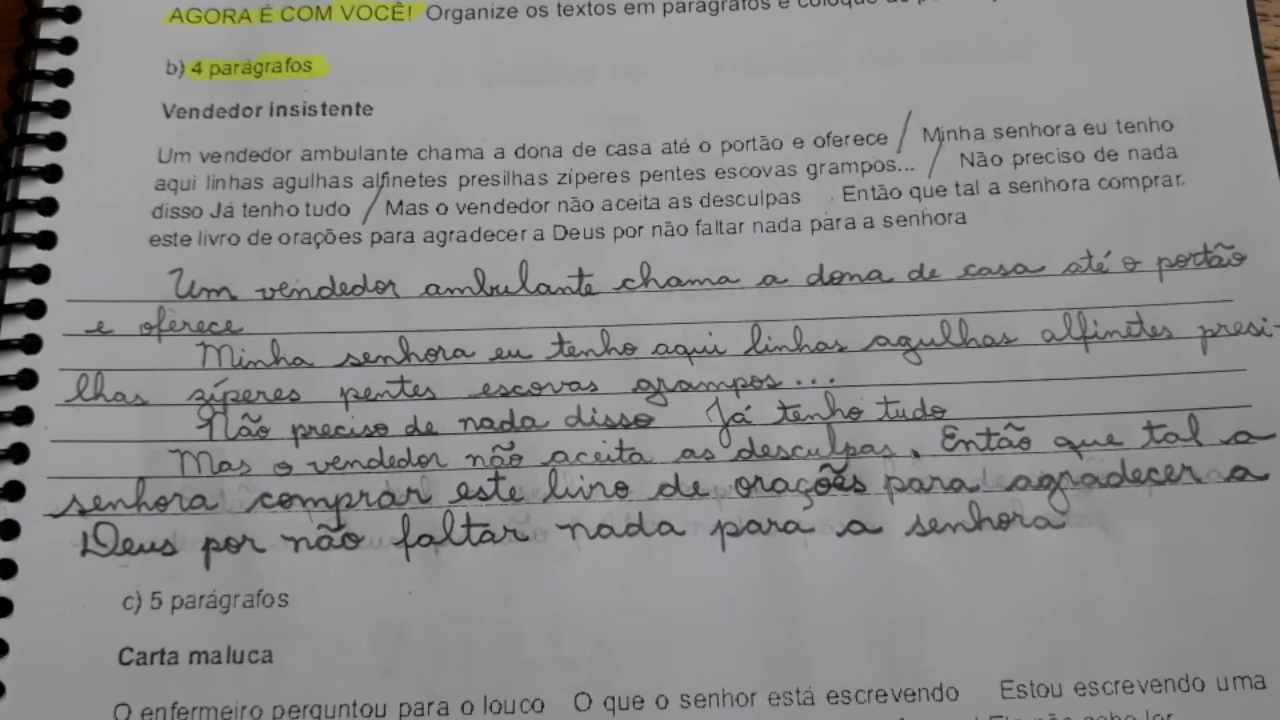 AGORA É COM VOCÊ! Organize os textos em parágrafos e coloque
b) 4 parágrafos
Vendedor insistente
Um vendedor ambulante chama a dona de casa até o portão e oferece / Minha senhora eu tenho
aqui linhas agulhas alfinetes presilhas zíperes pentes escovas grampos... / Não preciso de nada
disso Já tenho tudo / Mas o vendedor não aceita as desculpas Então que tal a senhora comprar
este livro de orações para agradecer a Deus por não faltar nada para a senhora
Um vendedor ambulante chama a dona de casa até o portão
e oferece
Minha senhora eu tenho aqui linhas agulhas alfinetes presi-
lhas zíperes pentes escovas grampos...
Não preciso de nada disso Já tenho tudo
Mas o vendedor não aceita as desculpas. Então que tal a
senhora comprar este livro de orações para agradecer a
Deus por não faltar nada para a senhora
c) 5 parágrafos
Carta maluca
O enfermeiro perguntou para o louco O que o senhor está escrevendo Estou escrevendo uma